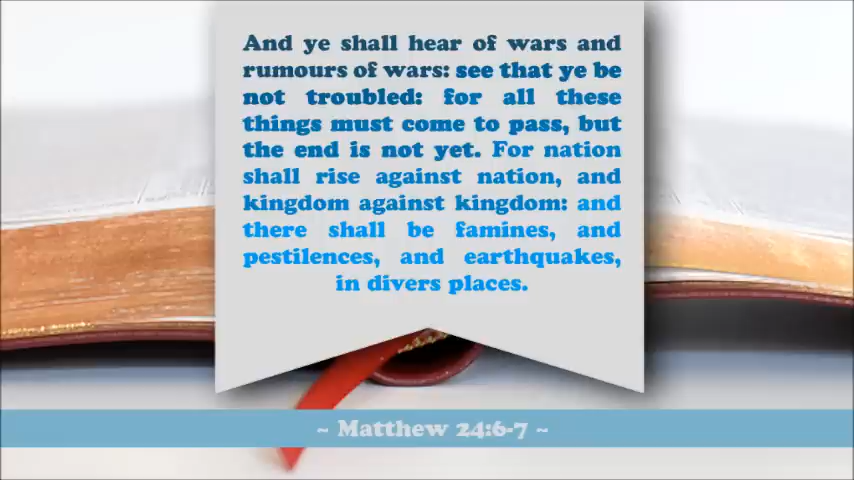 And ye shall hear of wars and
rumours of wars: see that ye be
not troubled: for all these
things must come to pass, but
the end is not yet. For nation
shall rise against nation, and
kingdom against kingdom: and
there shall be famines, and
pestilences, and earthquakes,
in divers places.
~ Matthew 24:6-7 ~